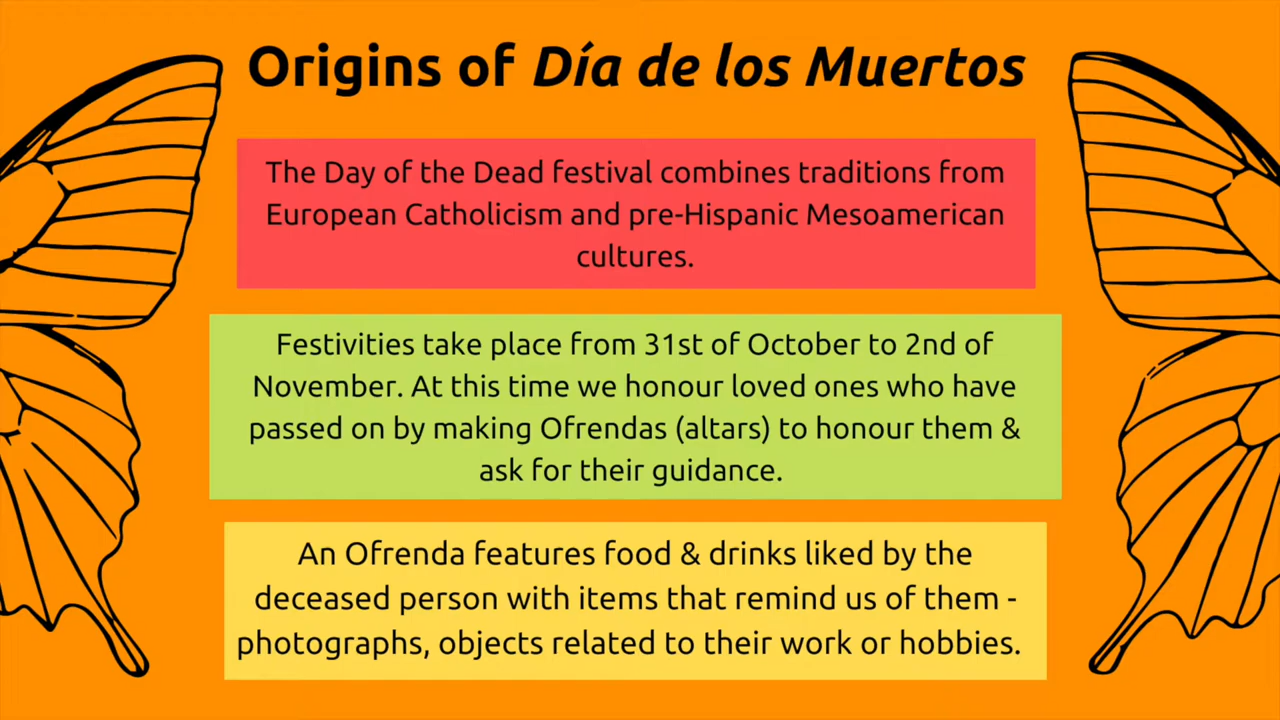 Origins of Día de los Muertos
The Day of the Dead festival combines traditions from
European Catholicism and pre-Hispanic Mesoamerican
cultures.
Festivities take place from 31st of October to 2nd of
November. At this time we honour loved ones who have
passed on by making Ofrendas (altars) to honour them &
ask for their guidance.
An Ofrenda features food & drinks liked by the
deceased person with items that remind us of them -
photographs, objects related to their work or hobbies.